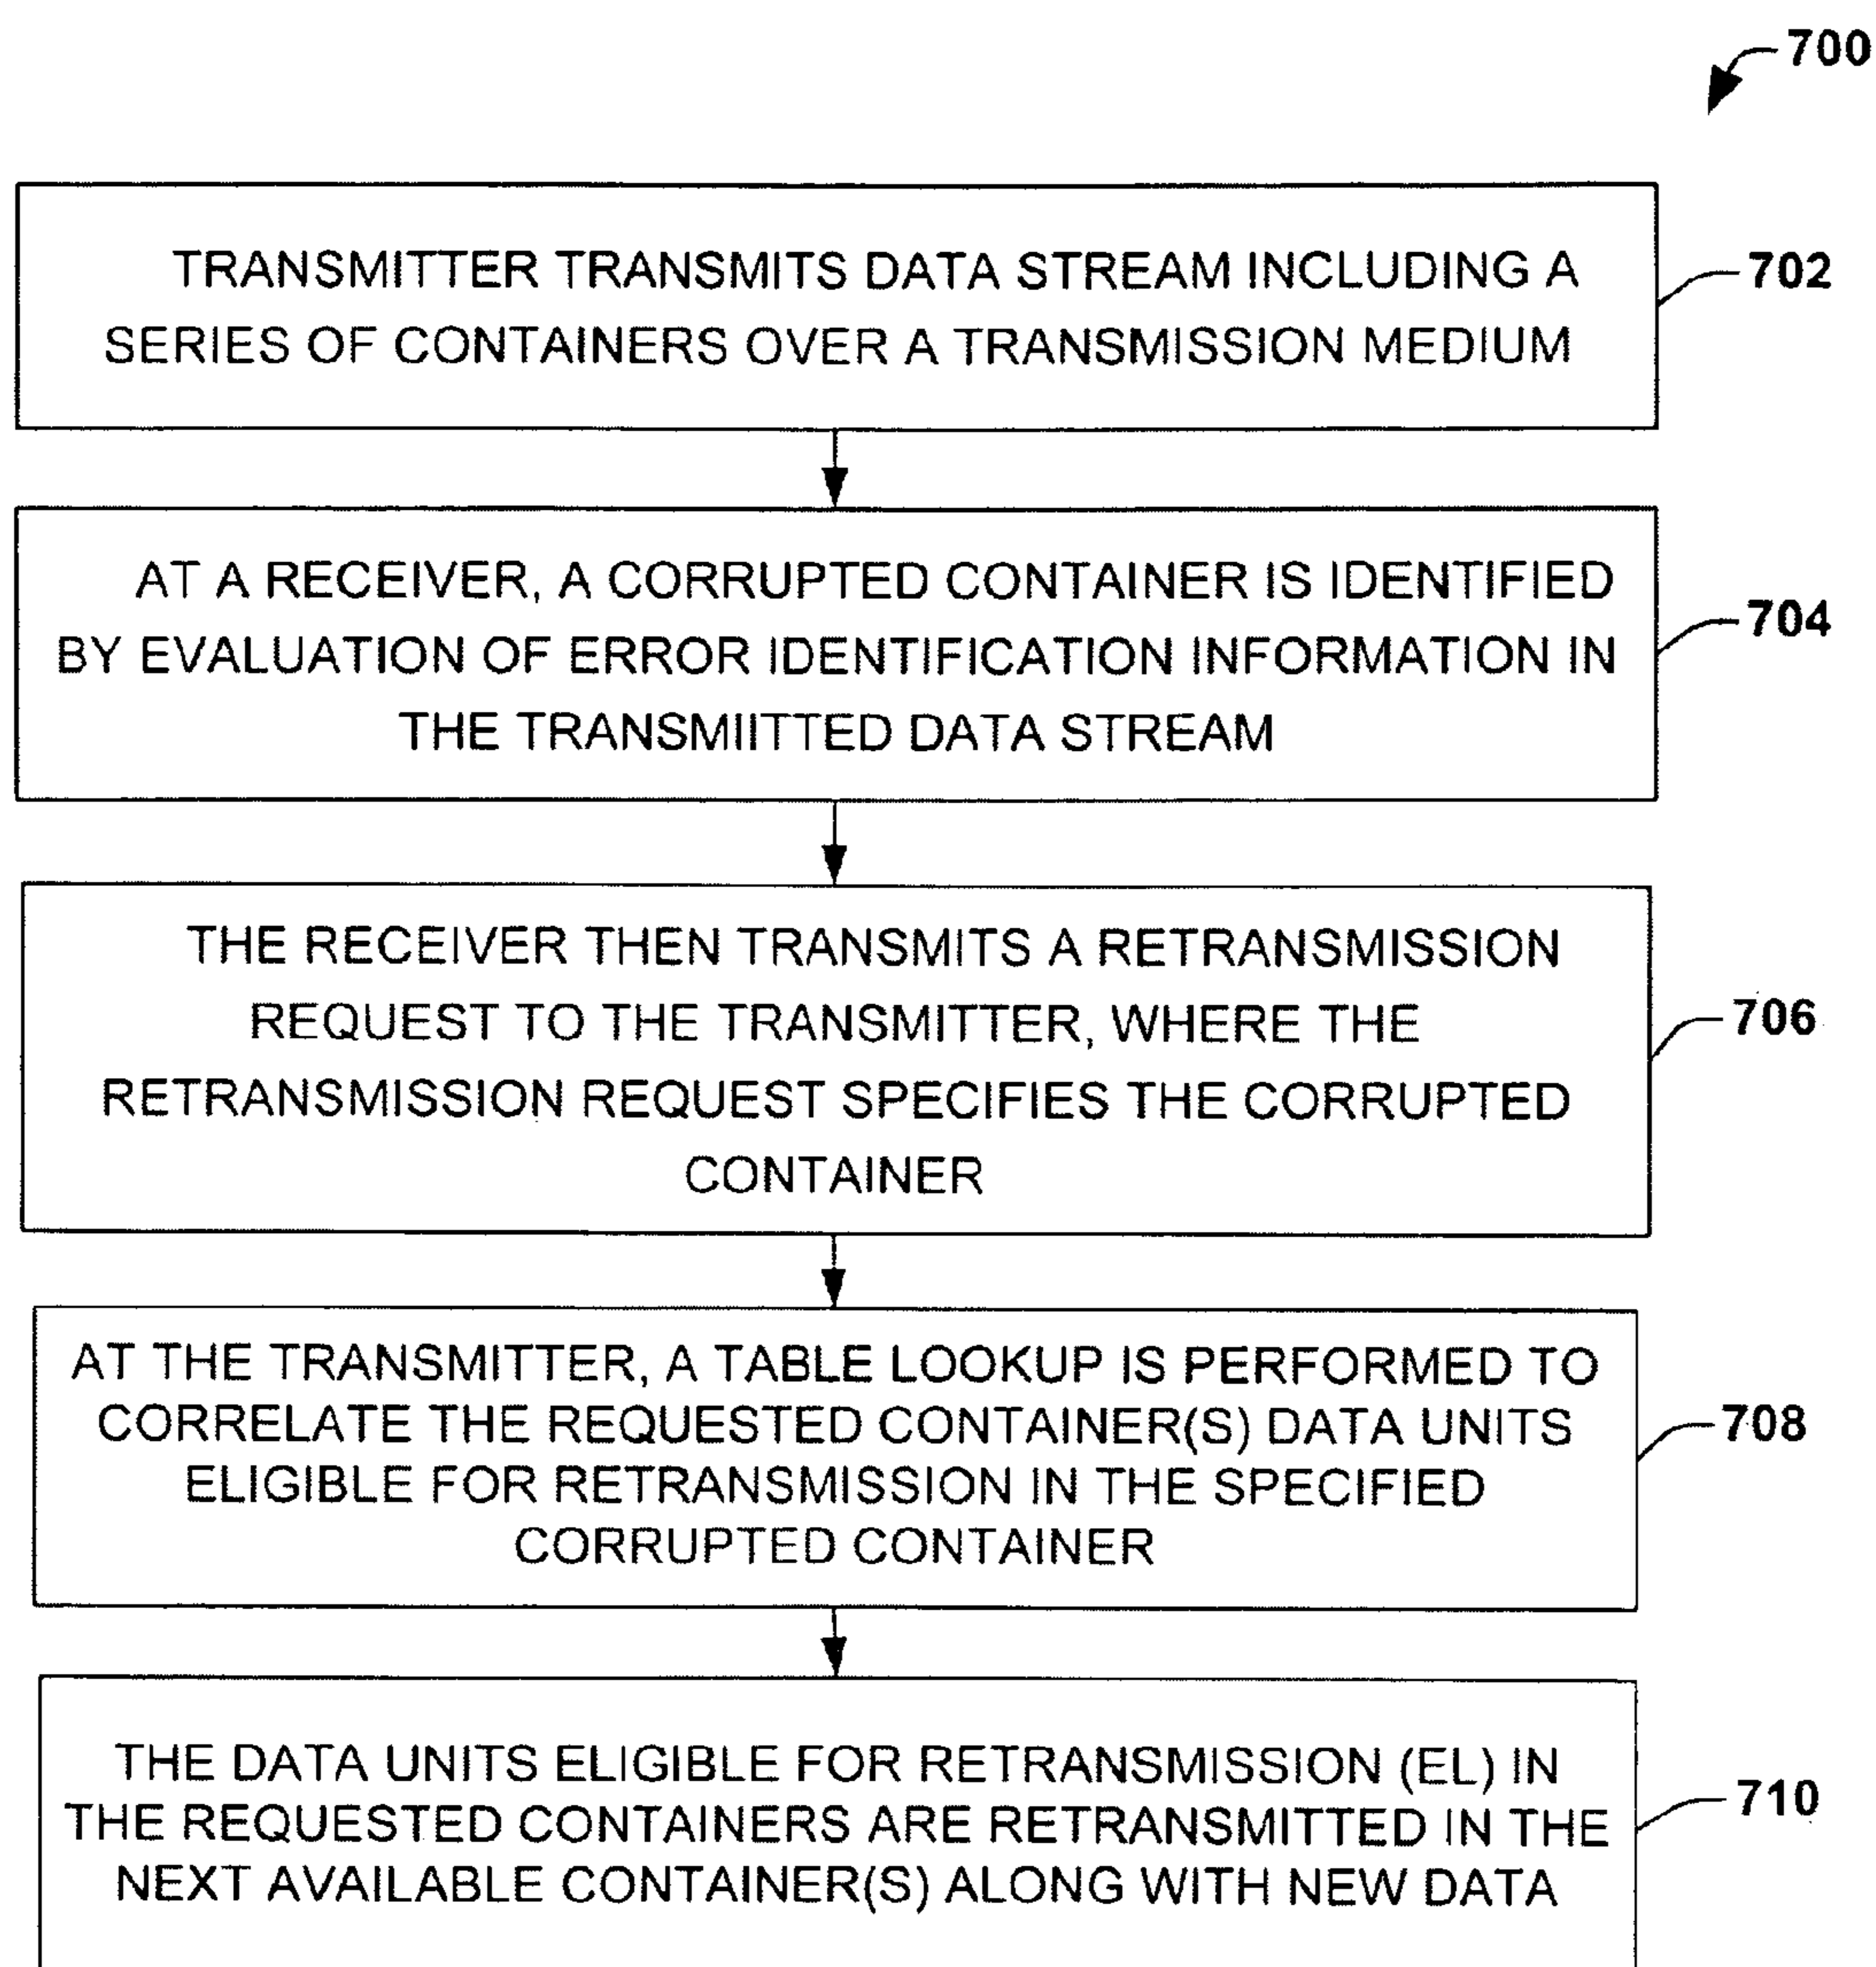 700
TRANSMITTER TRANSMITS DATA STREAM INCLUDING A
SERIES OF CONTAINERS OVER A TRANSMISSION MEDIUM
702
AT A RECEIVER, A CORRUPTED CONTAINER IS IDENTIFIED
BY EVALUATION OF ERROR IDENTIFICATION INFORMATION IN
THE TRANSMIITTED DATA STREAM
704
THE RECEIVER THEN TRANSMITS A RETRANSMISSION
REQUEST TO THE TRANSMITTER, WHERE THE
RETRANSMISSION REQUEST SPECIFIES THE CORRUPTED
CONTAINER
706
AT THE TRANSMITTER, A TABLE LOOKUP IS PERFORMED TO
CORRELATE THE REQUESTED CONTAINER(S) DATA UNITS
ELIGIBLE FOR RETRANSMISSION IN THE SPECIFIED
CORRUPTED CONTAINER
708
THE DATA UNITS ELIGIBLE FOR RETRANSMISSION (EL) IN
THE REQUESTED CONTAINERS ARE RETRANSMITTED IN THE
NEXT AVAILABLE CONTAINER(S) ALONG WITH NEW DATA
710